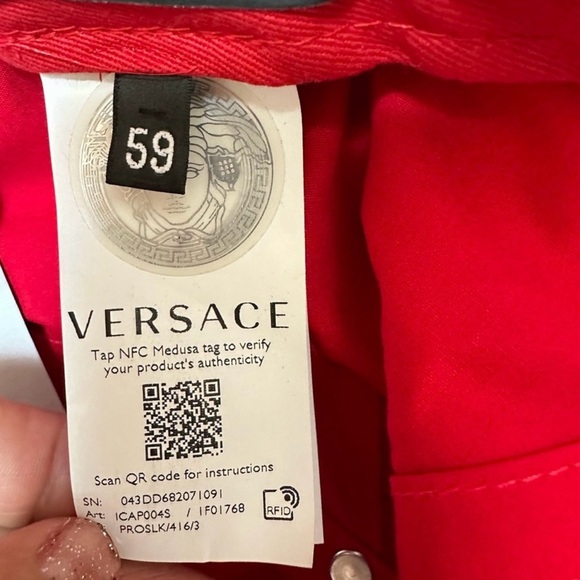 59
VERSACE
Tap NFC Medusa tag to verify
your product's authenticity
Scan QR code for instructions
SN: 043DD682071091
Art: 1CAP004S / 1F01768
PROSLK/416/3
RFID